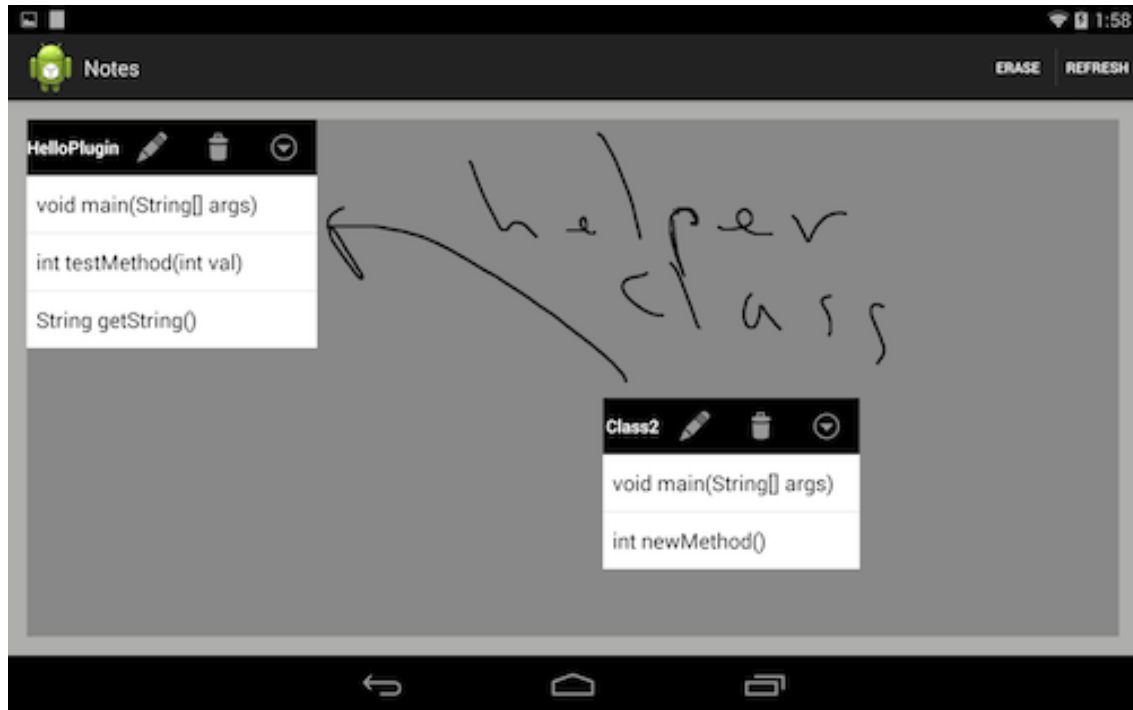 1:58
Notes
ERASE REFRESH
HelloPlugin
void main(String[] args)
int testMethod(int val)
String getString()
helper
class
Class2
void main(String[] args)
int newMethod()